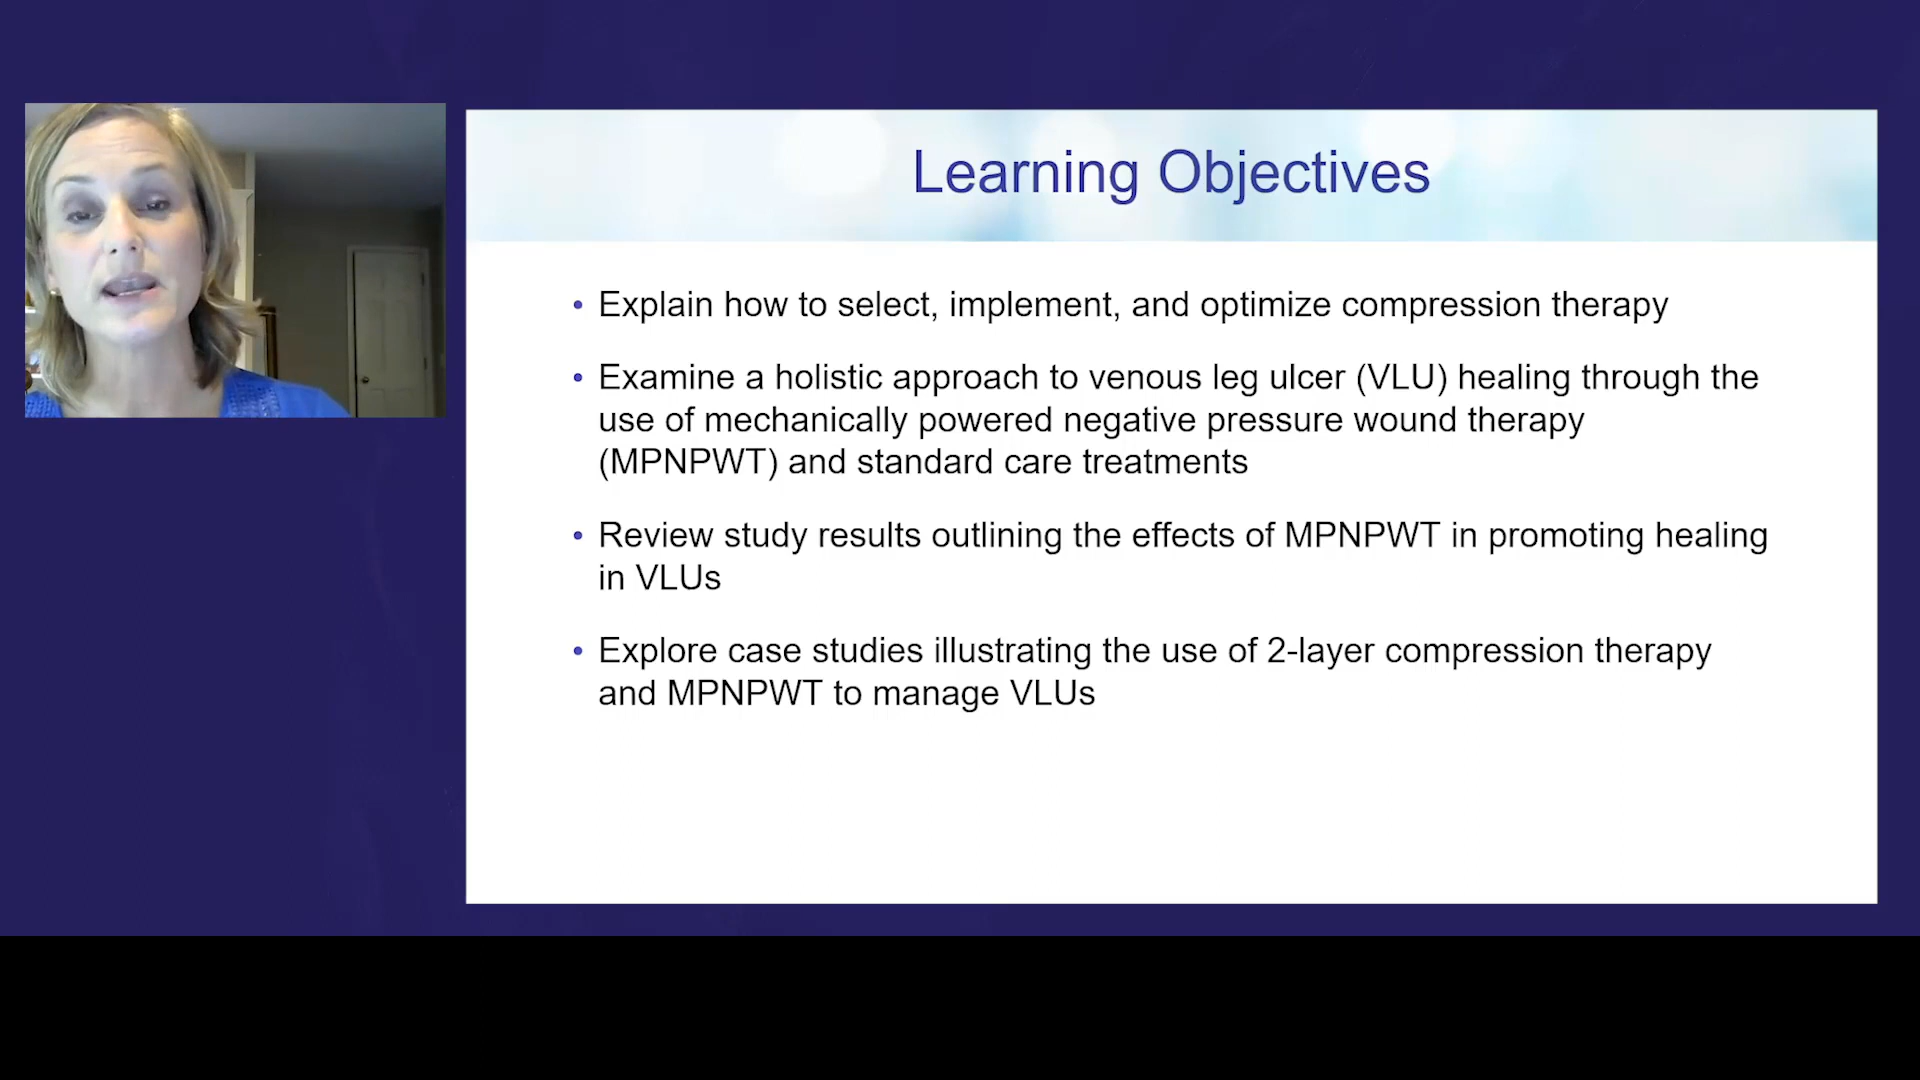 Learning Objectives
• Explain how to select, implement, and optimize compression therapy
• Examine a holistic approach to venous leg ulcer (VLU) healing through the
use of mechanically powered negative pressure wound therapy
(MPNPWT) and standard care treatments
• Review study results outlining the effects of MPNPWT in promoting healing
in VLUs
• Explore case studies illustrating the use of 2-layer compression therapy
and MPNPWT to manage VLUs